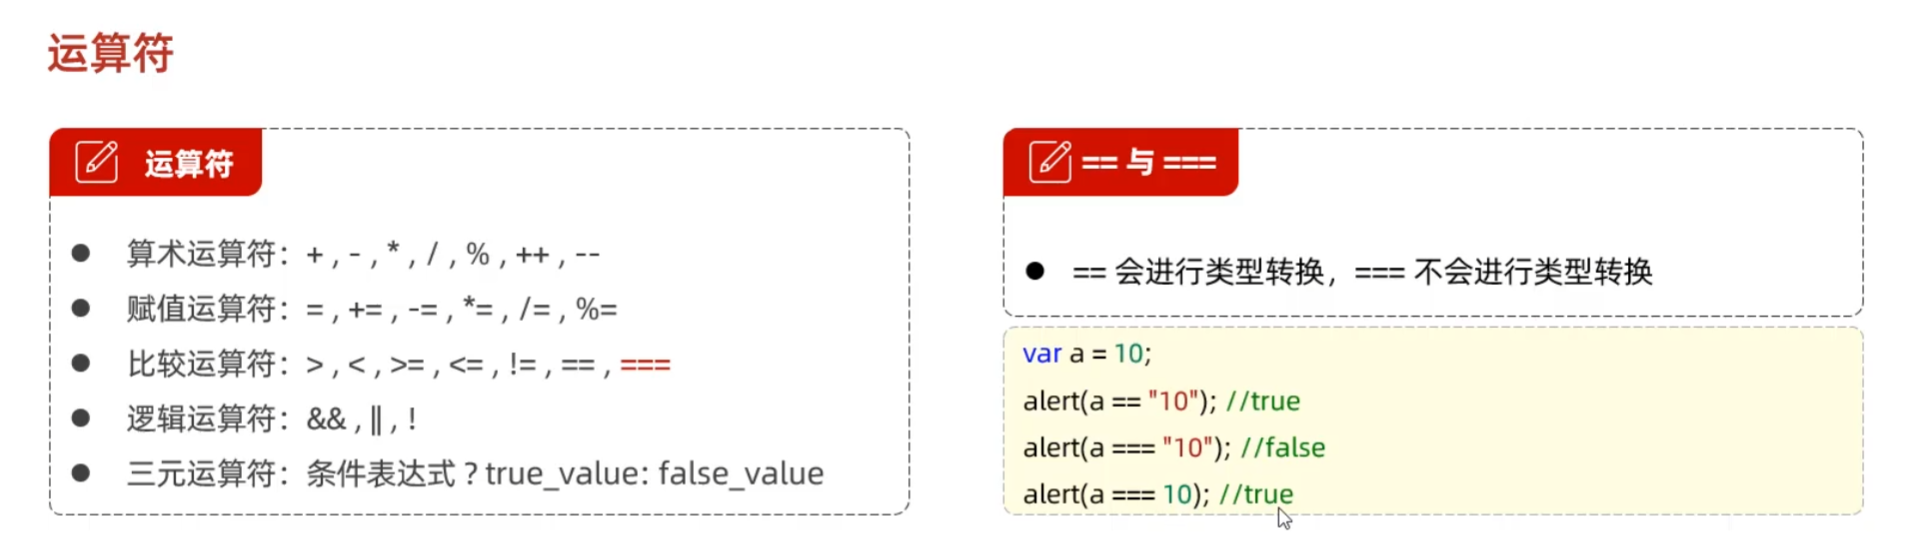 运算符
运算符
算术运算符：+ , - , * , / , % , ++ , --
赋值运算符：= , += , -= , *= , /= , %=
比较运算符：> , < , >= , <= , != , == , ===
逻辑运算符：&& , || , !
三元运算符：条件表达式 ? true_value: false_value
== 与 ===
== 会进行类型转换，=== 不会进行类型转换
var a = 10;
alert(a == "10"); //true
alert(a === "10"); //false
alert(a === 10); //true